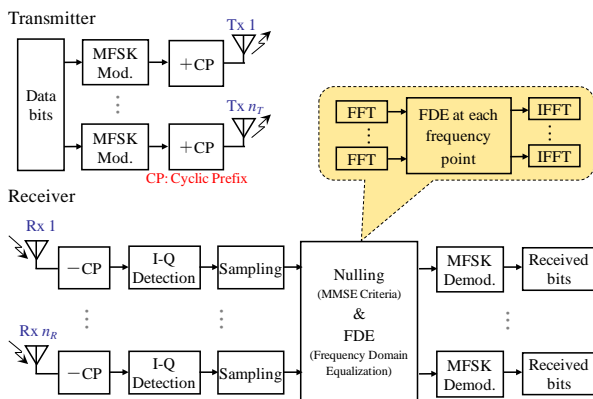 Transmitter
Tx 1
Data
bits
MFSK
Mod.
+CP
Tx n_T
MFSK
Mod.
+CP
CP: Cyclic Prefix
FFT
FFT
FDE at each
frequency
point
IFFT
IFFT
Receiver
Rx 1
−CP
I-Q
Detection
Sampling
Nulling
(MMSE Criteria)
&
FDE
(Frequency Domain
Equalization)
MFSK
Demod.
Received
bits
Rx n_R
−CP
I-Q
Detection
Sampling
MFSK
Demod.
Received
bits